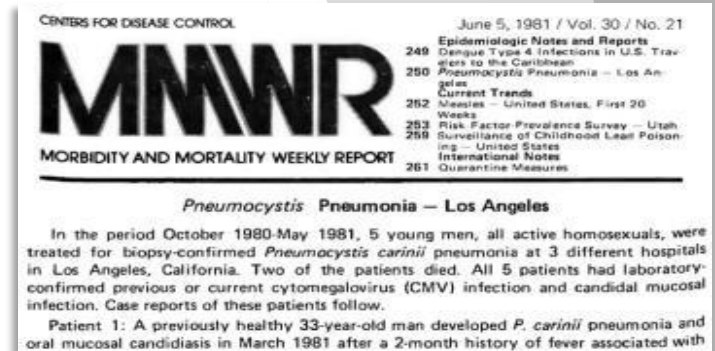 CENTERS FOR DISEASE CONTROL
June 5, 1981 / Vol. 30 / No. 21
MMWR
MORBIDITY AND MORTALITY WEEKLY REPORT
Epidemiologic Notes and Reports
249 Dengue Type 4 Infections in U.S. Trav-
elers to the Caribbean
250 Pneumocystis Pneumonia – Los An-
geles
Current Trends
252 Measles – United States, First 20
Weeks
253 Risk-Factor-Prevalence Survey – Utah
259 Surveillance of Childhood Lead Poison-
ing – United States
International Notes
261 Quarantine Measures
Pneumocystis Pneumonia – Los Angeles
In the period October 1980-May 1981, 5 young men, all active homosexuals, were
treated for biopsy-confirmed Pneumocystis carinii pneumonia at 3 different hospitals
in Los Angeles, California. Two of the patients died. All 5 patients had laboratory-
confirmed previous or current cytomegalovirus (CMV) infection and candidal mucosal
infection. Case reports of these patients follow.
Patient 1: A previously healthy 33-year-old man developed P. carinii pneumonia and
oral mucosal candidiasis in March 1981 after a 2-month history of fever associated with